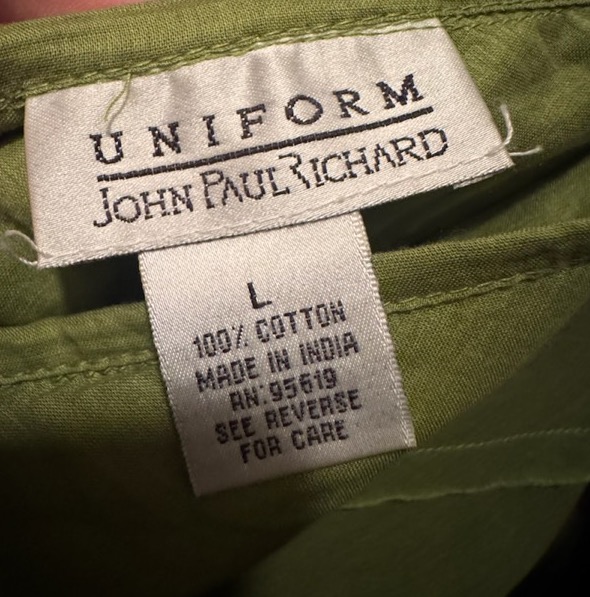 UNIFORM
JOHN PAUL RICHARD
L
100% COTTON
MADE IN INDIA
RN: 95619
SEE REVERSE
FOR CARE